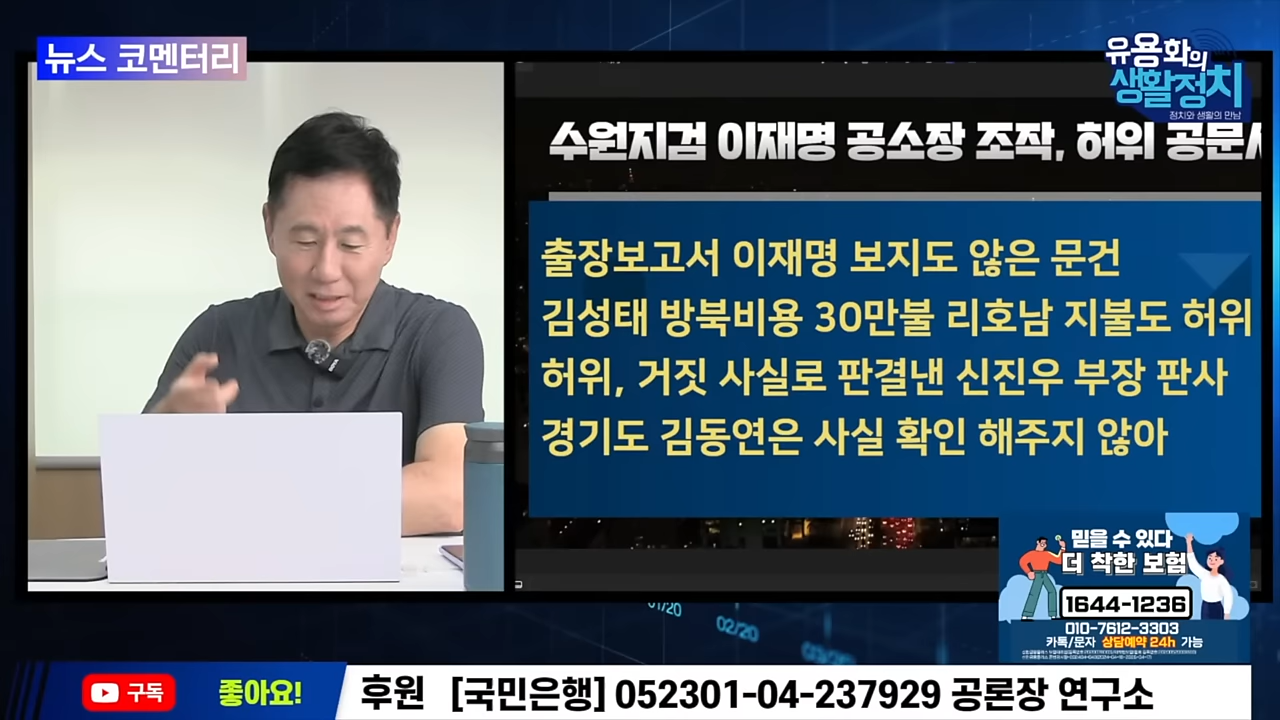 뉴스 코멘터리
유용화의
생활정치
정치와 생활의 만남
수원지검 이재명 공소장 조작, 허위 공문
출장보고서 이재명 보지도 않은 문건
김성태 방북비용 30만불 리호남 지불도 허위
허위, 거짓 사실로 판결낸 신진우 부장 판사
경기도 김동연은 사실 확인 해주지 않아
믿을 수 있다
더 착한 보험
1644-1236
010-7612-3303
카톡/문자 상담예약 24h 가능
01/20
02/20
구독
좋아요!
후원 [국민은행] 052301-04-237929 공론장 연구소